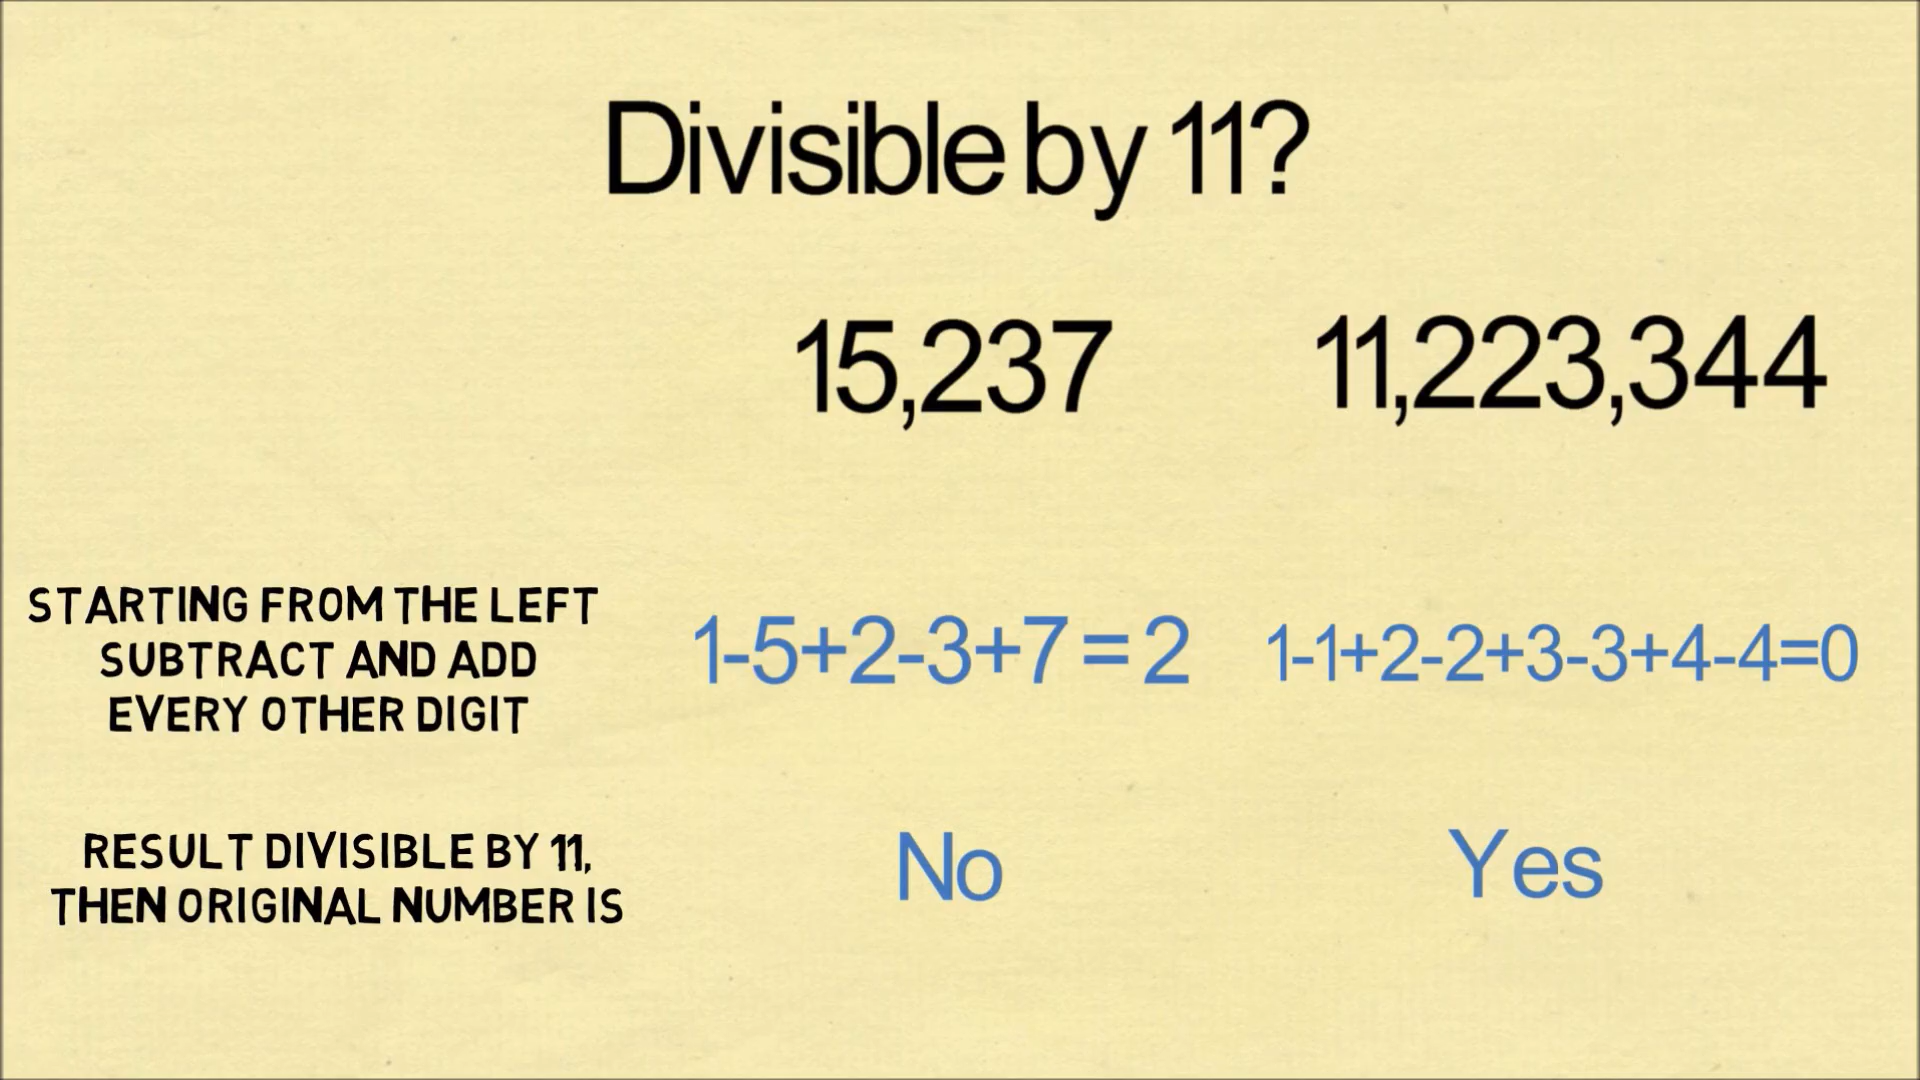 Divisible by 11?
15,237
11,223,344
STARTING FROM THE LEFT
SUBTRACT AND ADD
EVERY OTHER DIGIT
1-5+2-3+7=2
1-1+2-2+3-3+4-4=0
RESULT DIVISIBLE BY 11,
THEN ORIGINAL NUMBER IS
No
Yes